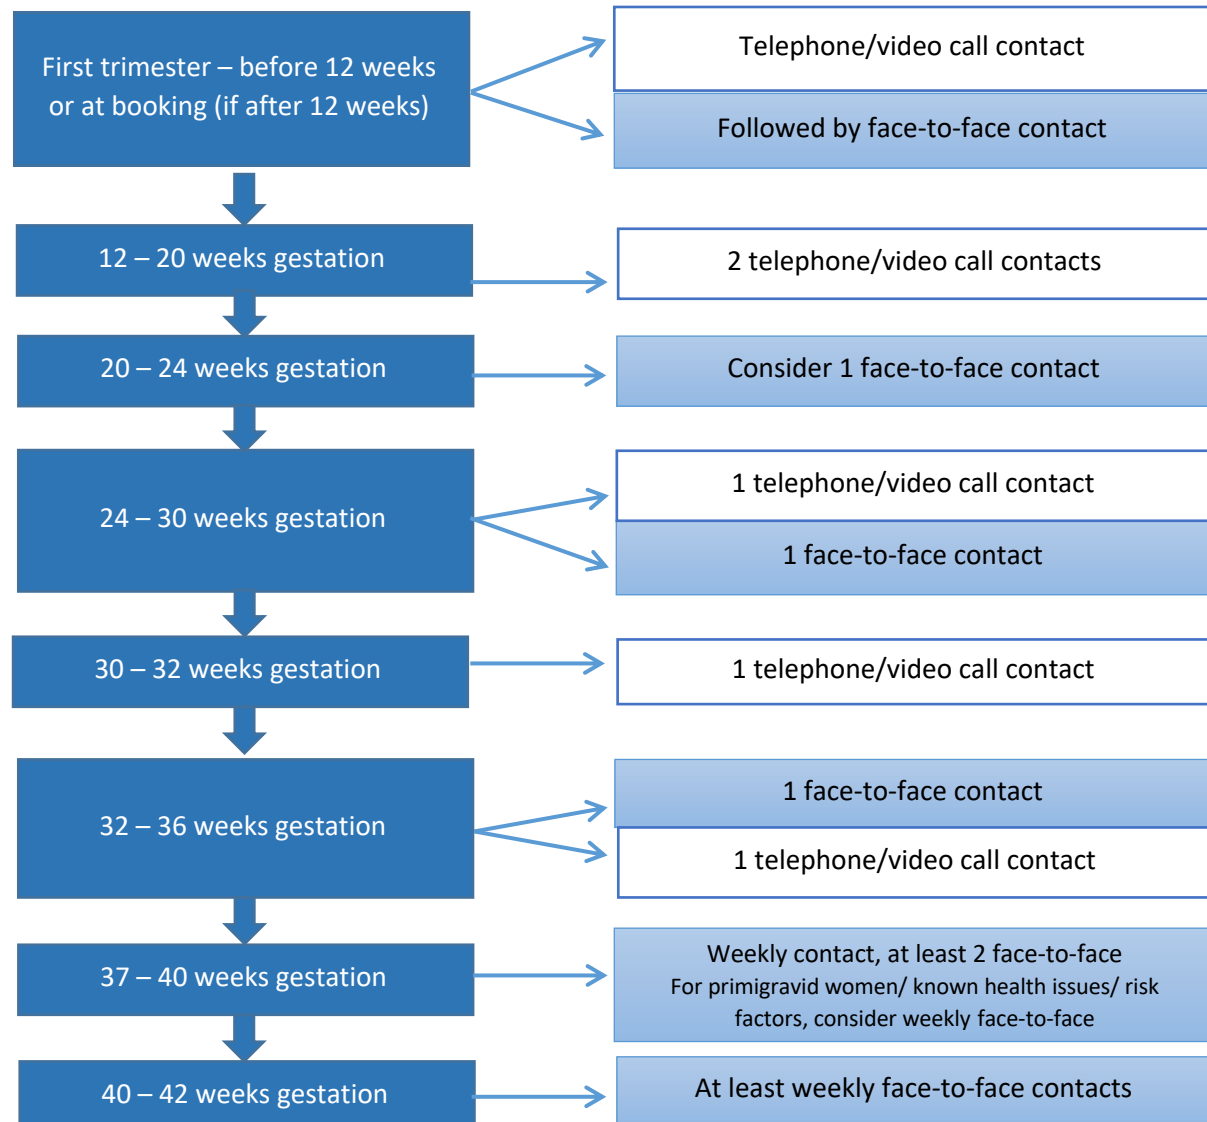 First trimester – before 12 weeks
or at booking (if after 12 weeks)
Telephone/video call contact
Followed by face-to-face contact
12 – 20 weeks gestation
2 telephone/video call contacts
20 – 24 weeks gestation
Consider 1 face-to-face contact
24 – 30 weeks gestation
1 telephone/video call contact
1 face-to-face contact
30 – 32 weeks gestation
1 telephone/video call contact
32 – 36 weeks gestation
1 face-to-face contact
1 telephone/video call contact
37 – 40 weeks gestation
Weekly contact, at least 2 face-to-face
For primigravid women/ known health issues/ risk
factors, consider weekly face-to-face
40 – 42 weeks gestation
At least weekly face-to-face contacts